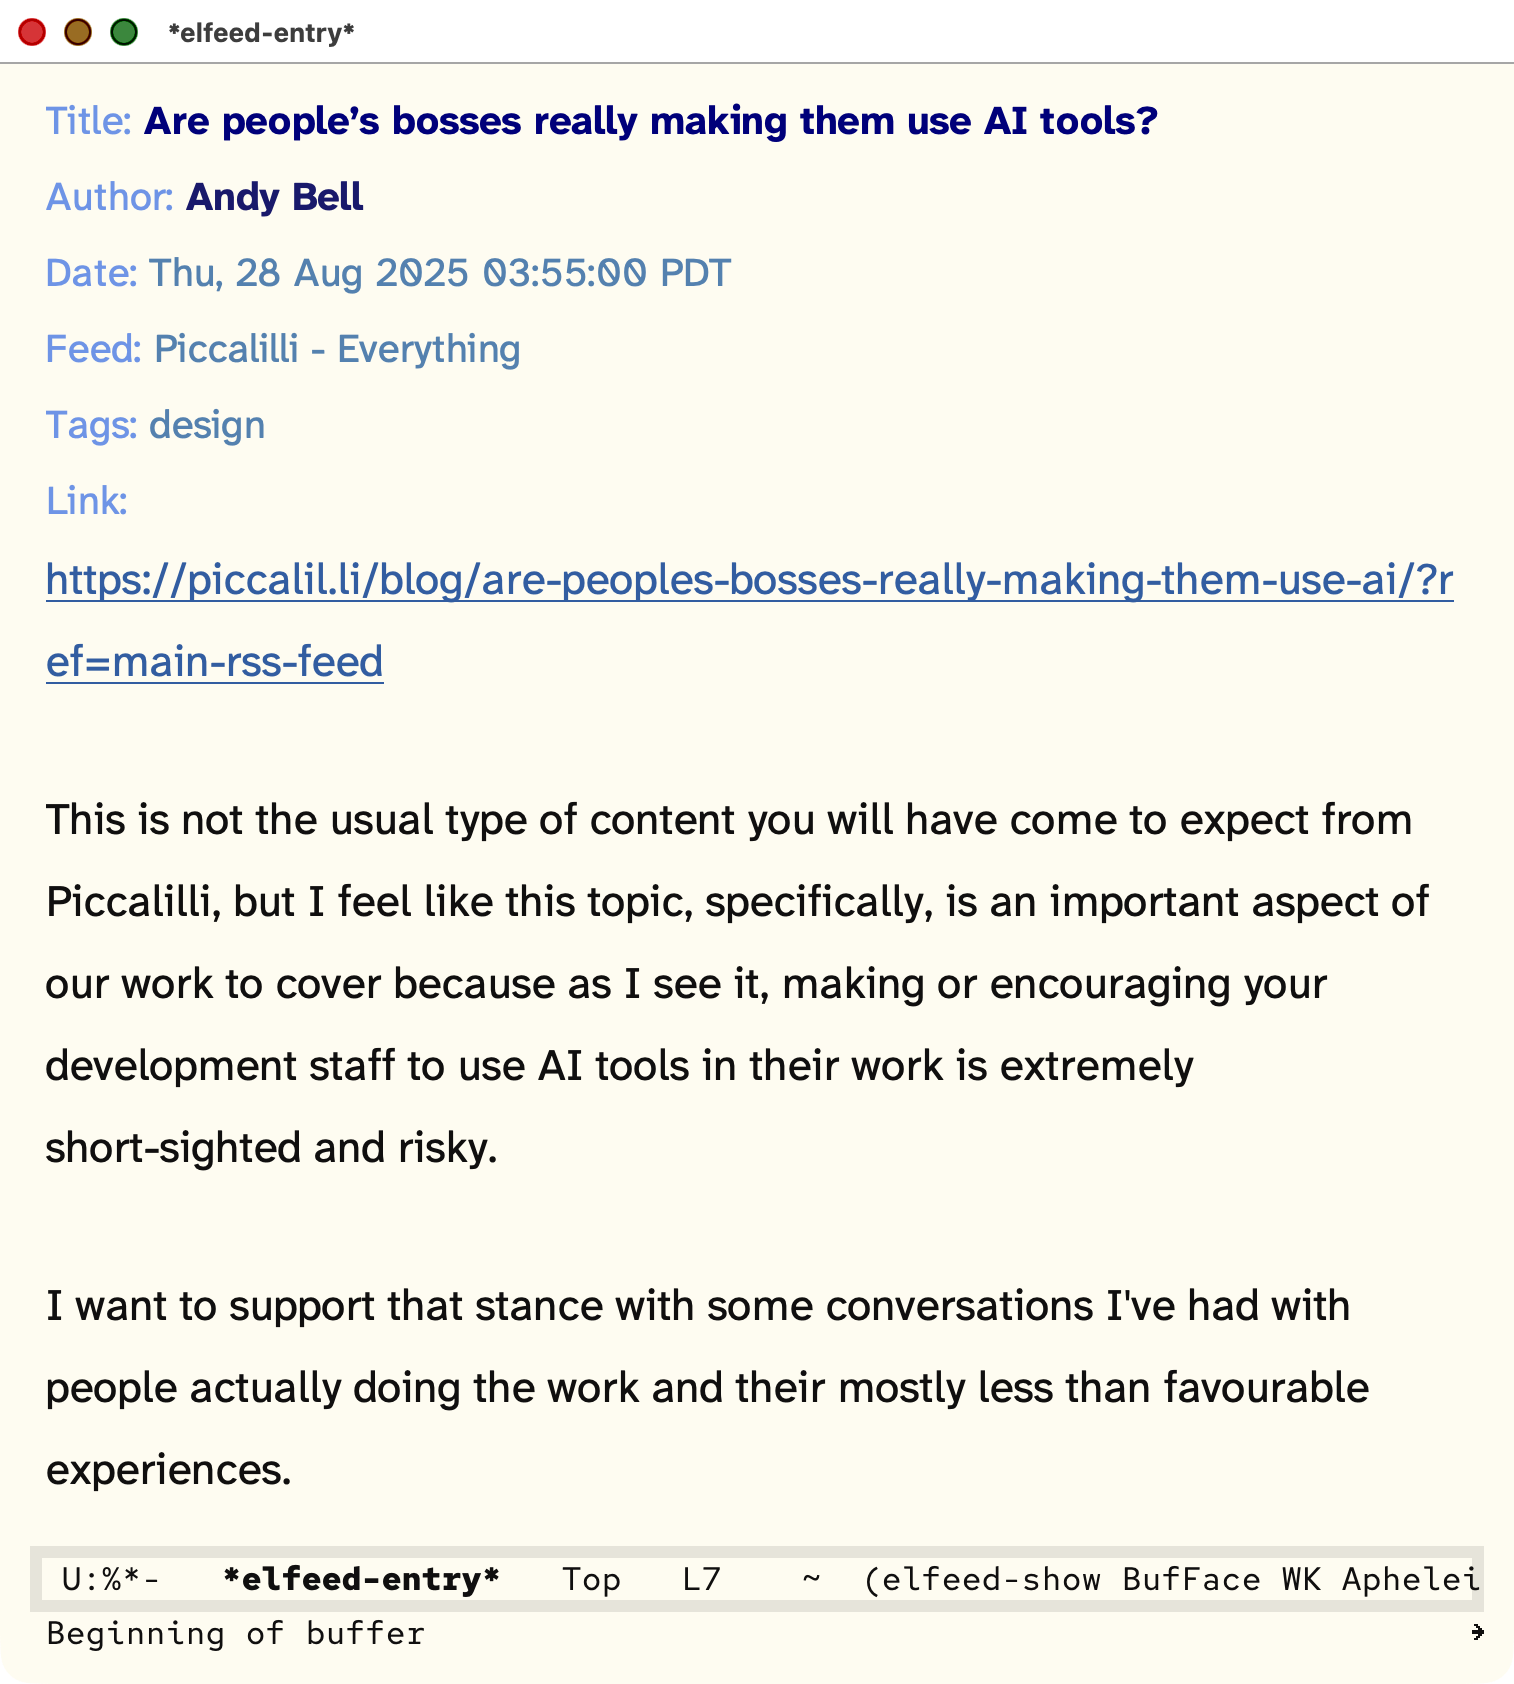 *elfeed-entry*
Title: Are people’s bosses really making them use AI tools?
Author: Andy Bell
Date: Thu, 28 Aug 2025 03:55:00 PDT
Feed: Piccalilli - Everything
Tags: design
Link:
https://piccalil.li/blog/are-peoples-bosses-really-making-them-use-ai/?r
ef=main-rss-feed
This is not the usual type of content you will have come to expect from
Piccalilli, but I feel like this topic, specifically, is an important aspect of
our work to cover because as I see it, making or encouraging your
development staff to use AI tools in their work is extremely
short-sighted and risky.
I want to support that stance with some conversations I've had with
people actually doing the work and their mostly less than favourable
experiences.
U:%*- *elfeed-entry* Top L7 ~ (elfeed-show BufFace WK Aphelei
Beginning of buffer